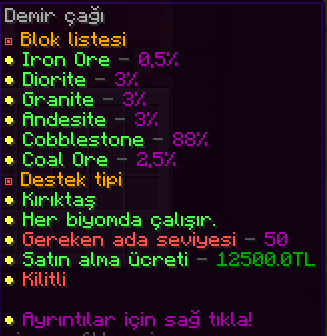 Demir çağı
Blok listesi
Iron Ore - 0,5%
Diorite - 3%
Granite - 3%
Andesite - 3%
Cobblestone - 88%
Coal Ore - 2,5%
Destek tipi
Kırıktaş
Her biyomda çalışır.
Gereken ada seviyesi - 50
Satın alma ücreti - 12500.0TL
Kilitli
Ayrıntılar için sağ tıkla!